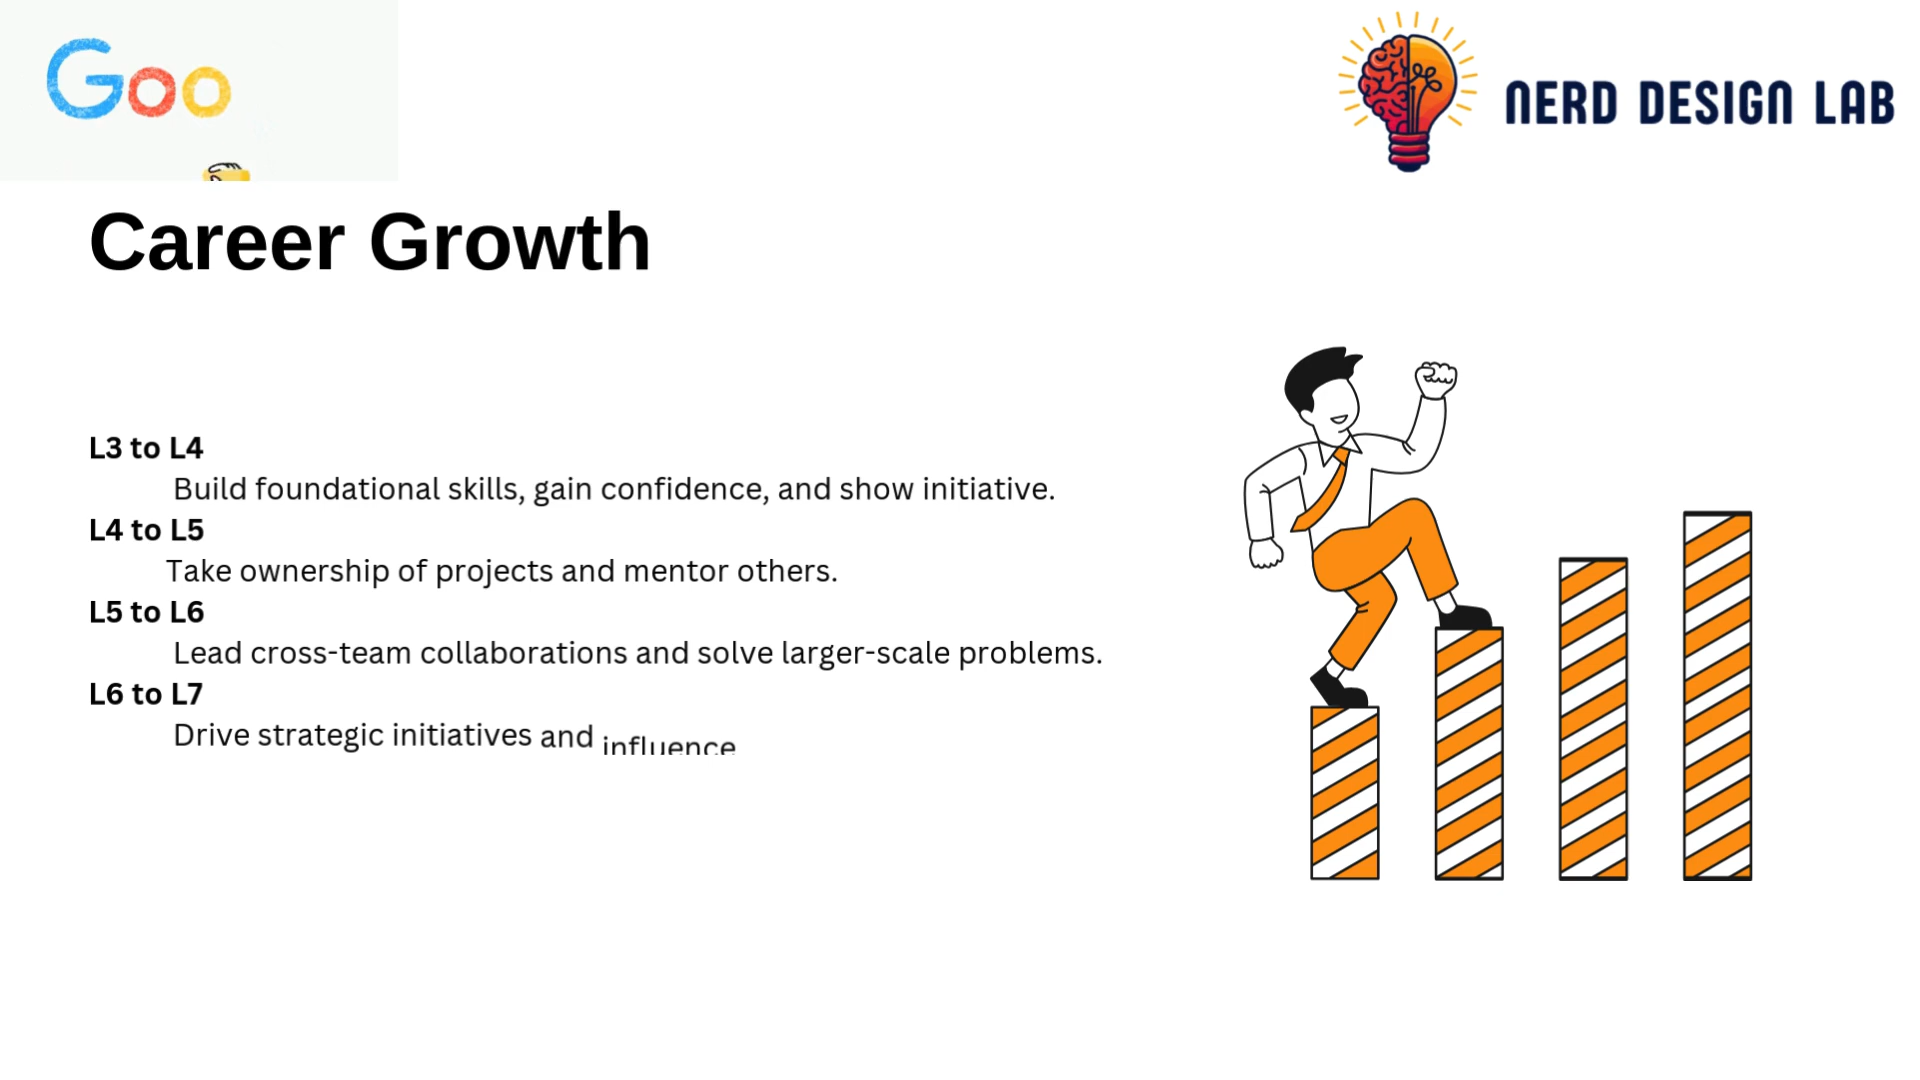 Goo
NERD DESIGN LAB
Career Growth
L3 to L4
Build foundational skills, gain confidence, and show initiative.
L4 to L5
Take ownership of projects and mentor others.
L5 to L6
Lead cross-team collaborations and solve larger-scale problems.
L6 to L7
Drive strategic initiatives and influence